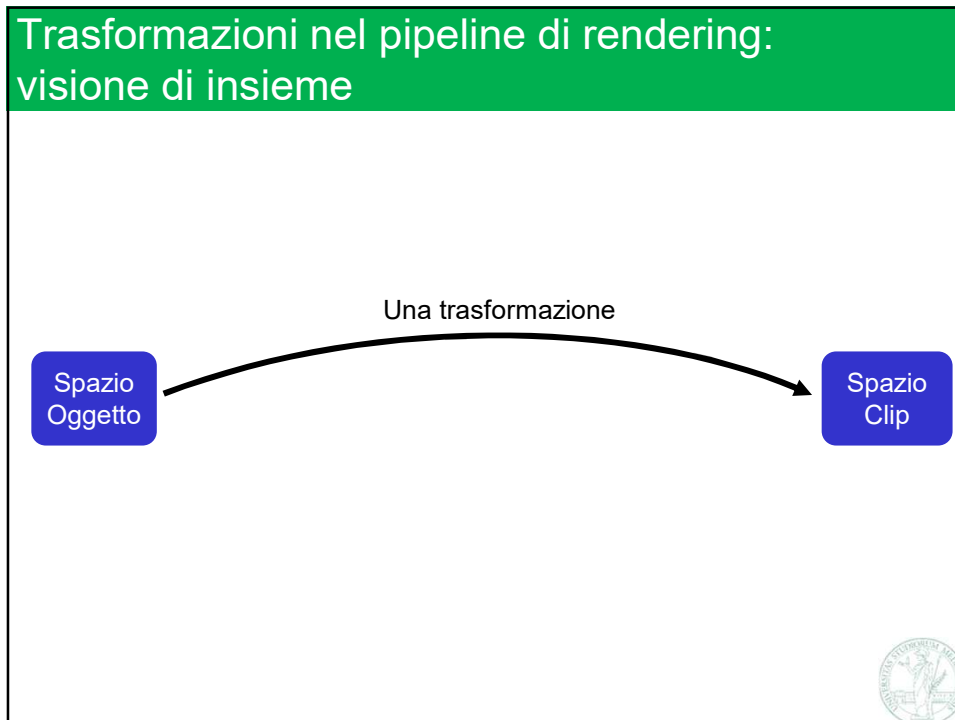 Trasformazioni nel pipeline di rendering:
visione di insieme
Una trasformazione
Spazio
Oggetto
Spazio
Clip